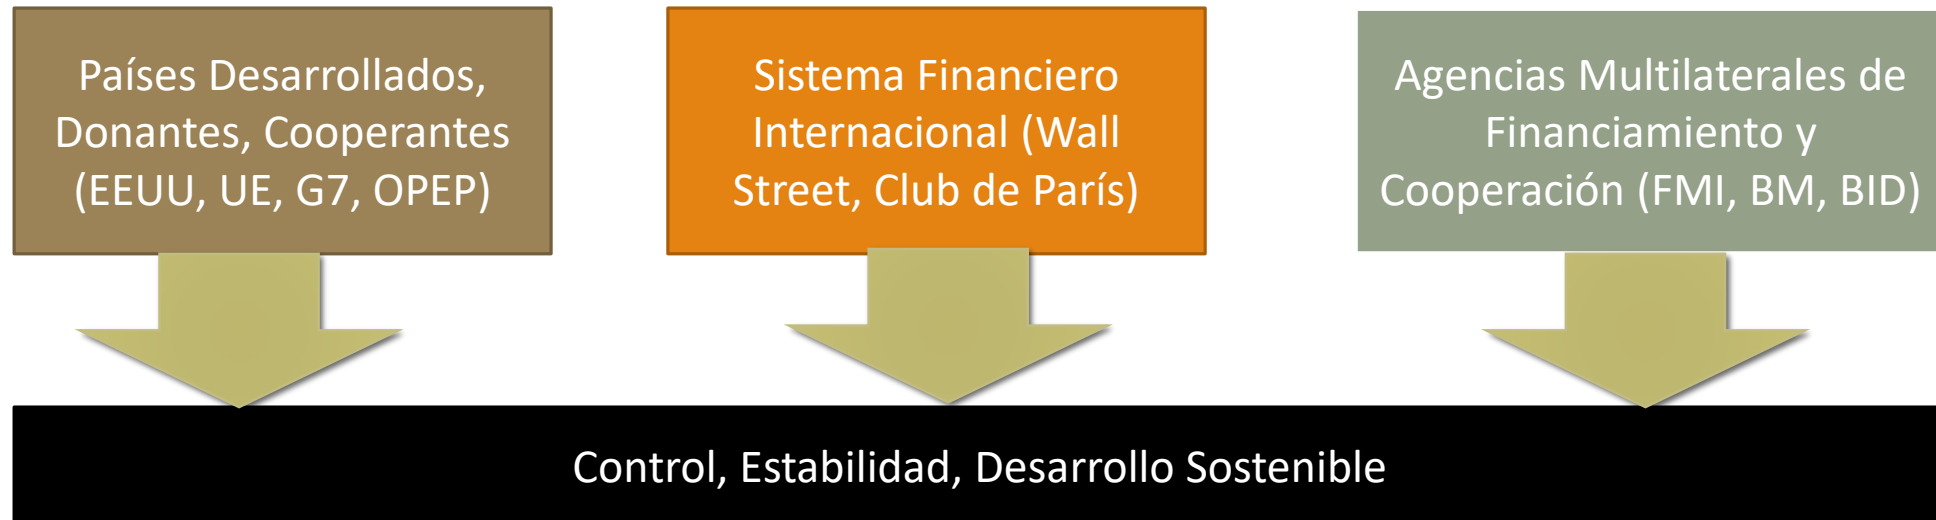 Países Desarrollados,
Donantes, Cooperantes
(EEUU, UE, G7, OPEP)
Sistema Financiero
Internacional (Wall
Street, Club de París)
Agencias Multilaterales de
Financiamiento y
Cooperación (FMI, BM, BID)
Control, Estabilidad, Desarrollo Sostenible